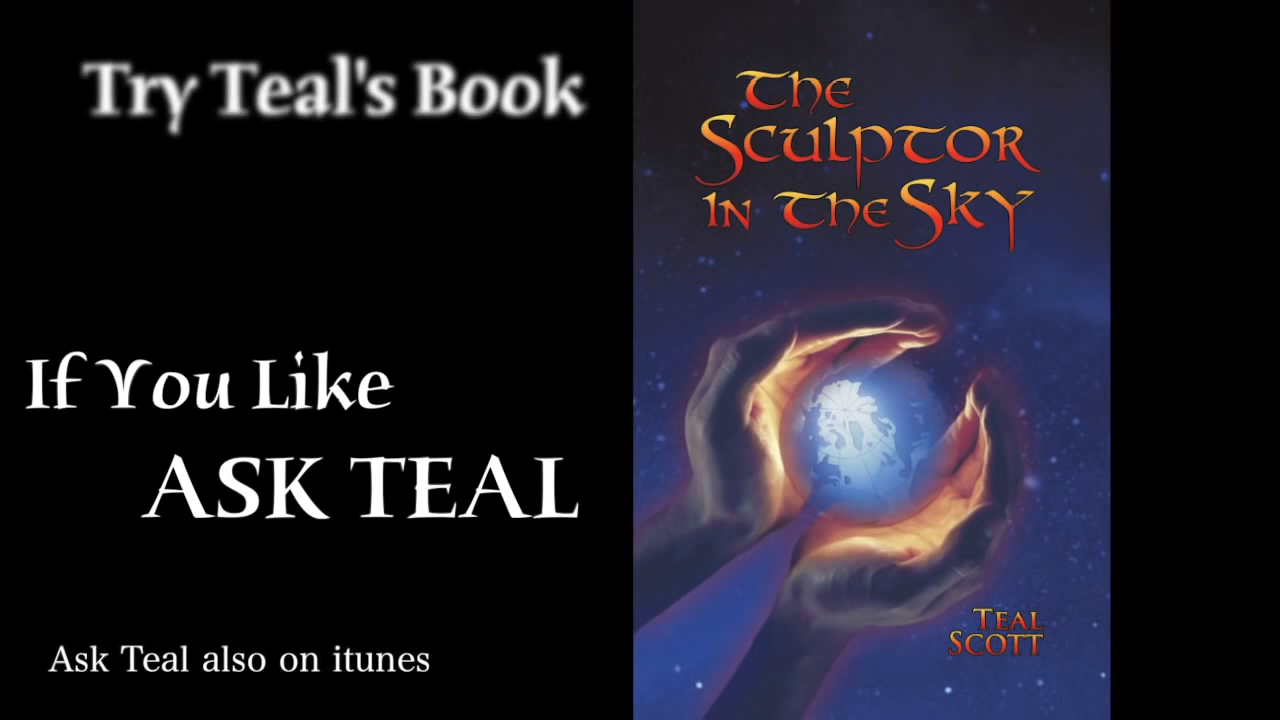 Try Teal's Book
If You Like
ASK TEAL
Ask Teal also on itunes
The
Sculptor
in the Sky
Teal
Scott